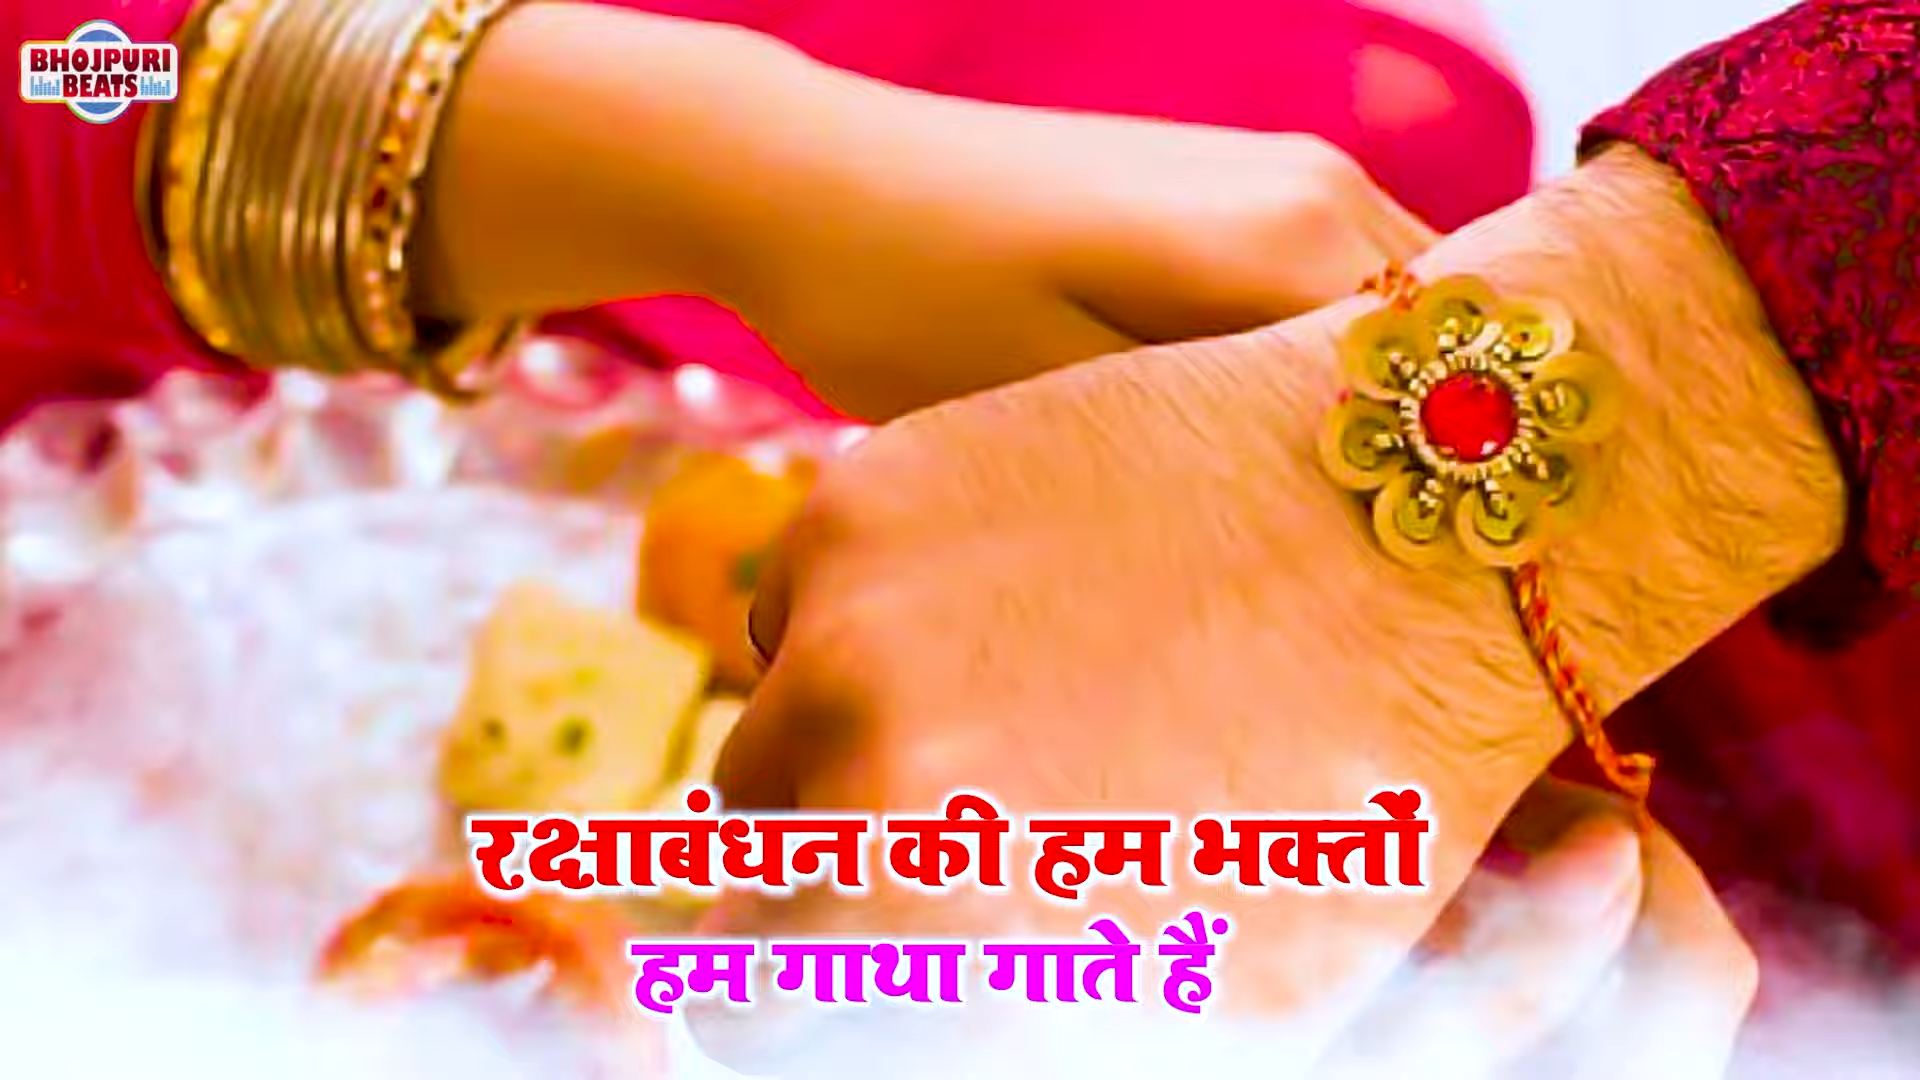 BHOJPURI
BEATS
रक्षाबंधन की हम भक्तों
हम गाथा गाते हैं